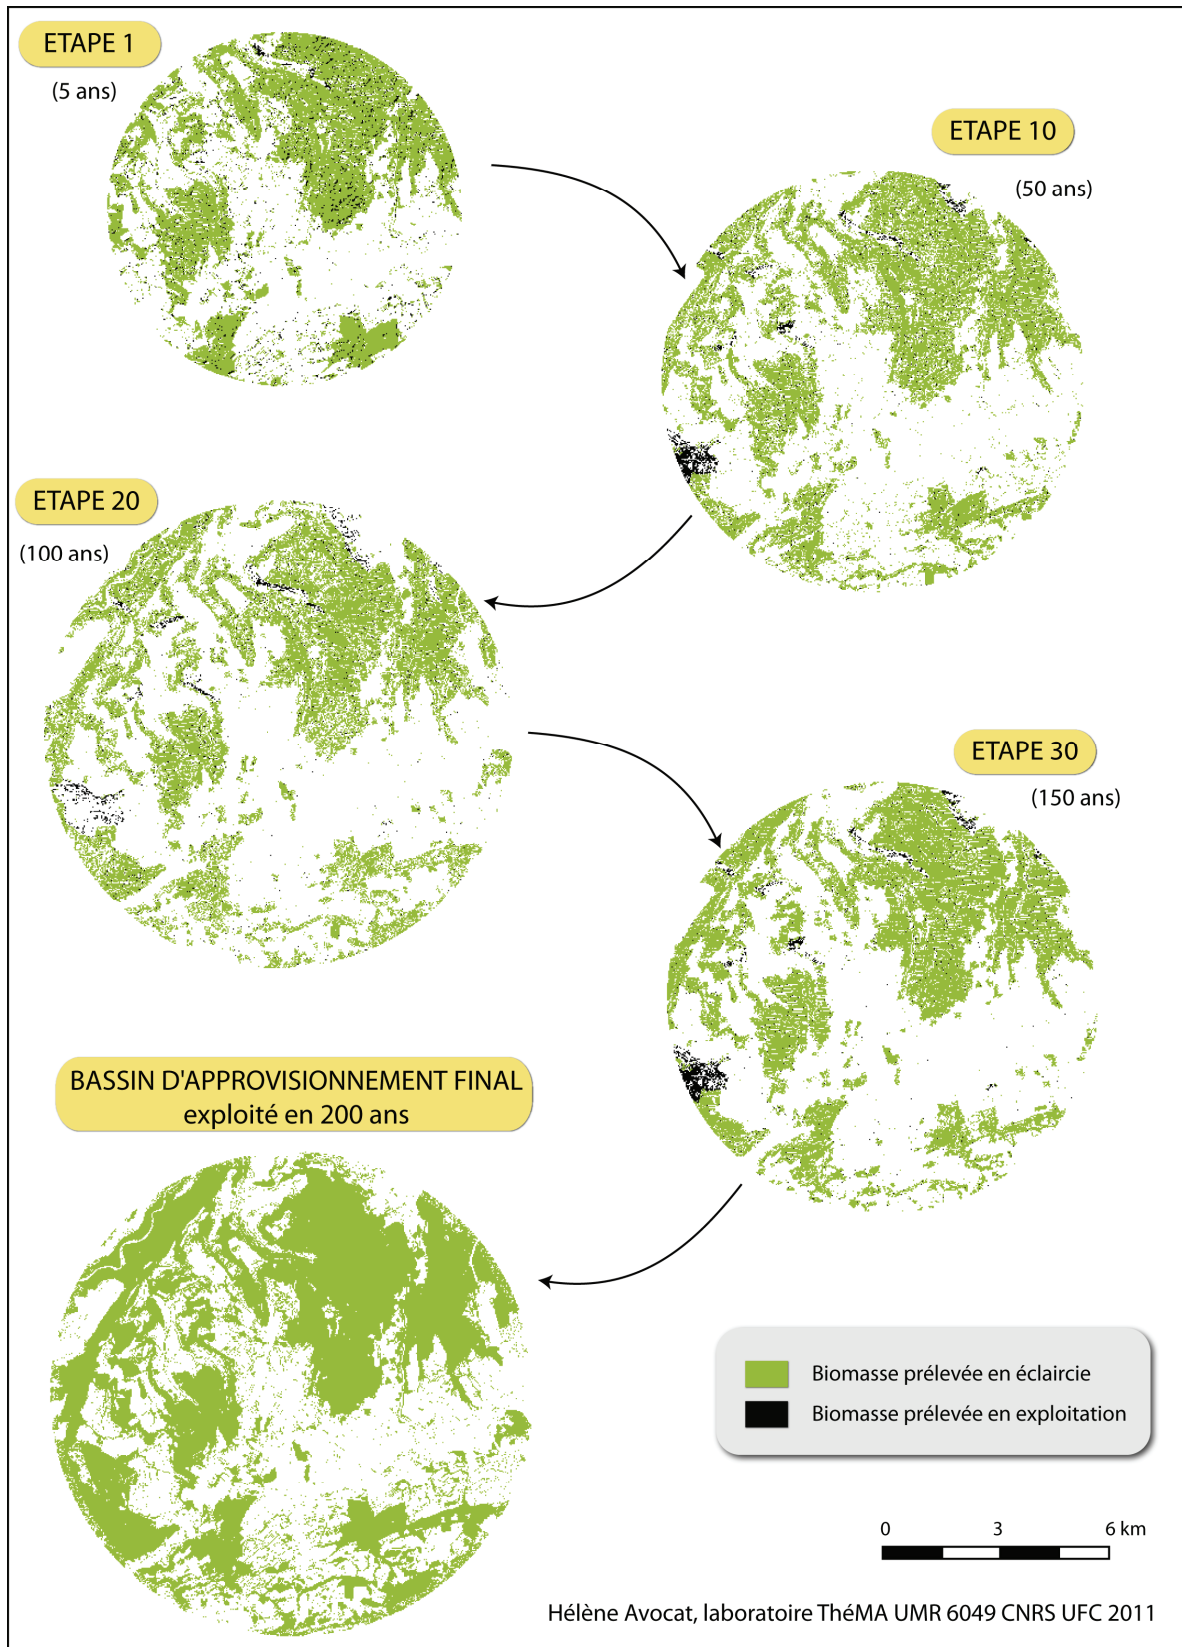 ETAPE 1
(5 ans)
ETAPE 10
(50 ans)
ETAPE 20
(100 ans)
ETAPE 30
(150 ans)
BASSIN D'APPROVISIONNEMENT FINAL
exploité en 200 ans
Biomasse prélevée en éclaircie
Biomasse prélevée en exploitation
0 3 6 km
Hélène Avocat, laboratoire ThéMA UMR 6049 CNRS UFC 2011